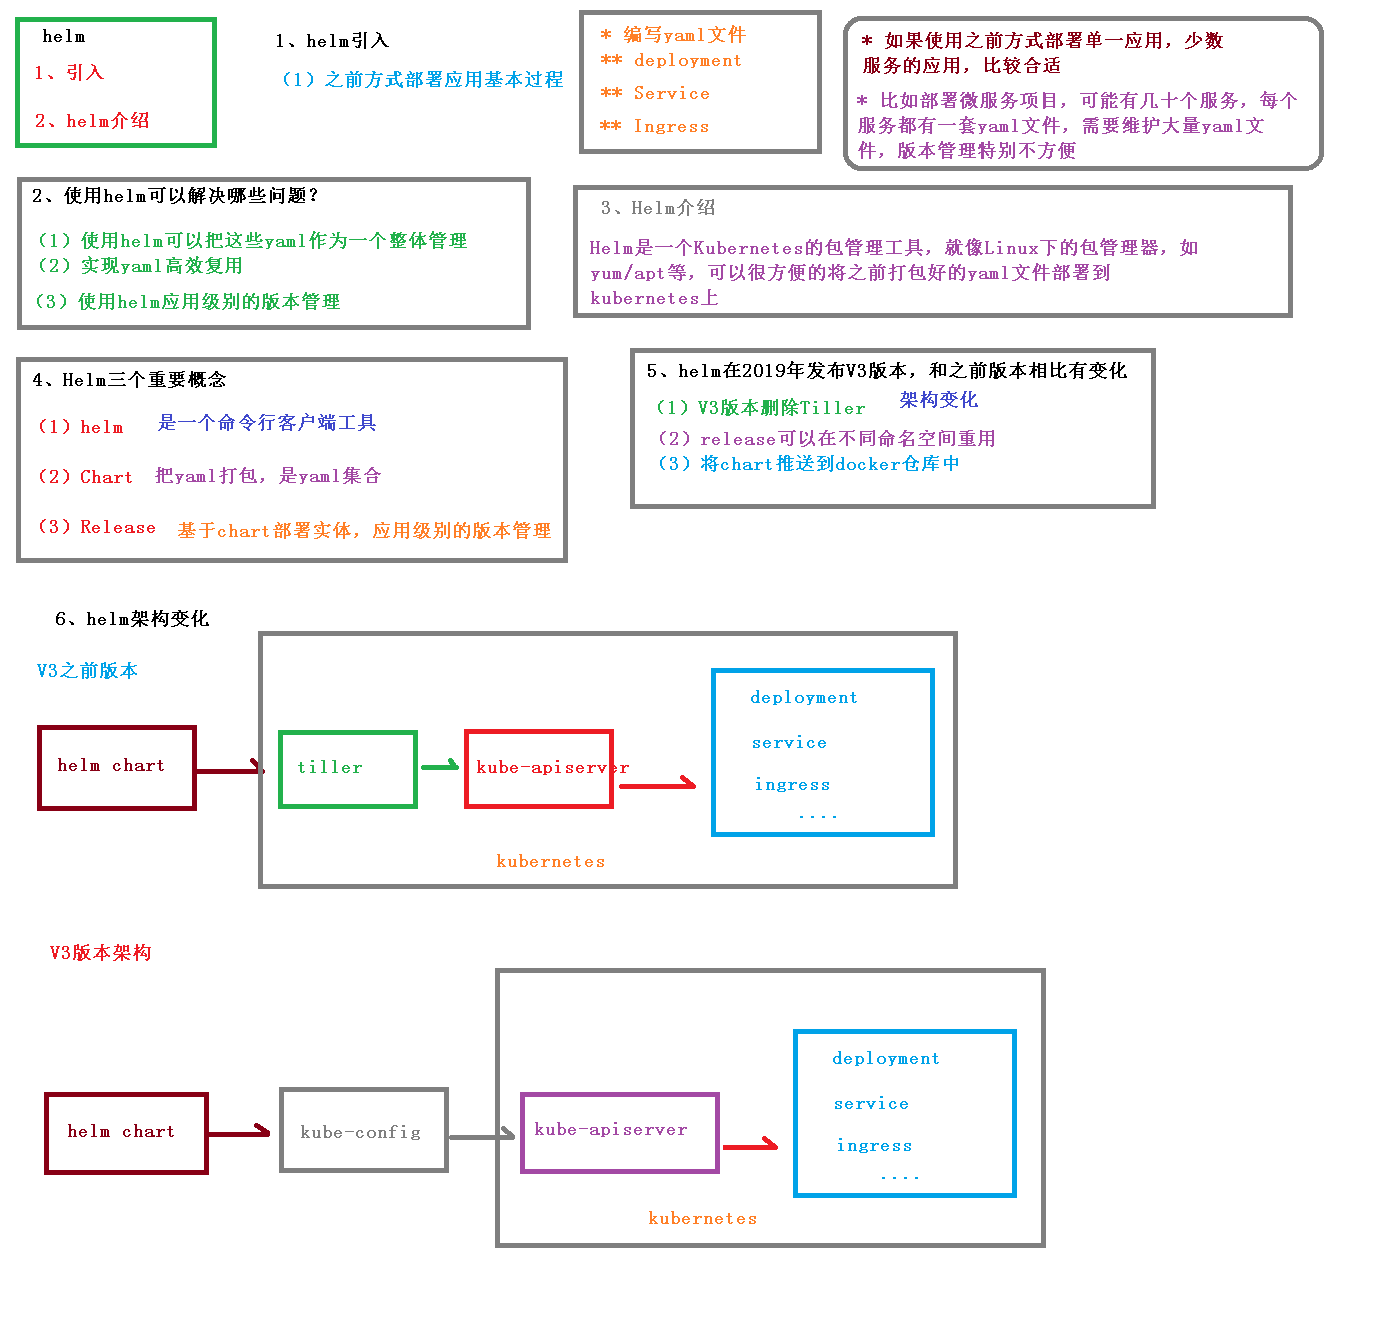 helm
1、引入
2、helm介绍
1、helm引入
（1）之前方式部署应用基本过程
* 编写yaml文件
** deployment
** Service
** Ingress
* 如果使用之前方式部署单一应用，少数
服务的应用，比较合适
* 比如部署微服务项目，可能有几十个服务，每个
服务都有一套yaml文件，需要维护大量yaml文
件，版本管理特别不方便
2、使用helm可以解决哪些问题？
（1）使用helm可以把这些yaml作为一个整体管理
（2）实现yaml高效复用
（3）使用helm应用级别的版本管理
3、Helm介绍
Helm是一个Kubernetes的包管理工具，就像Linux下的包管理器，如
yum/apt等，可以很方便的将之前打包好的yaml文件部署到
kubernetes上
4、Helm三个重要概念
（1）helm 是一个命令行客户端工具
（2）Chart 把yaml打包，是yaml集合
（3）Release 基于chart部署实体，应用级别的版本管理
5、helm在2019年发布V3版本，和之前版本相比有变化
（1）V3版本删除Tiller 架构变化
（2）release可以在不同命名空间重用
（3）将chart推送到docker仓库中
6、helm架构变化
V3之前版本
helm chart
tiller
kube-apiserver
deployment
service
ingress
....
kubernetes
V3版本架构
helm chart
kube-config
kube-apiserver
deployment
service
ingress
....
kubernetes